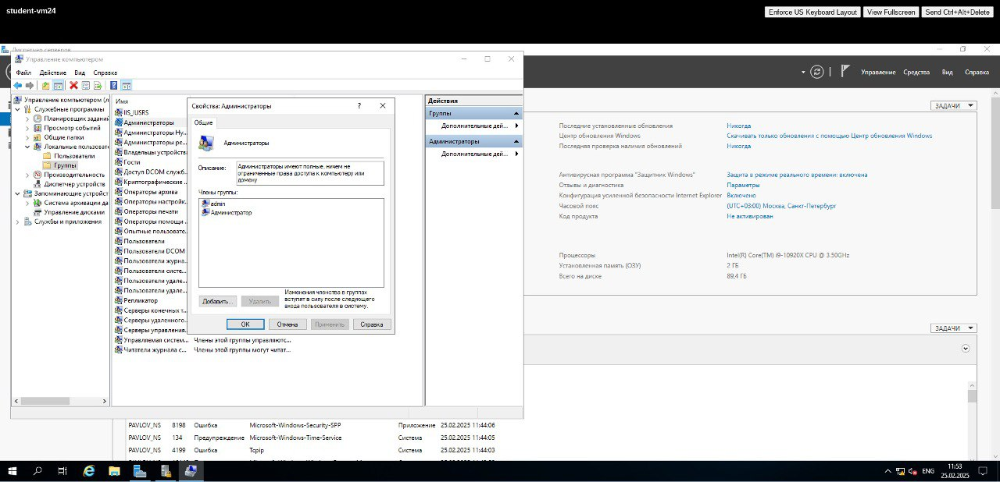 student-vm24
Enforce US Keyboard Layout
View Fullscreen
Send Ctrl+Alt+Delete
Диспетчер серверов
Управление компьютером
Файл Действие Вид Справка
Управление Средства Вид Справка
Управление компьютером (л
Служебные программы
Планировщик заданий
Просмотр событий
Общие папки
Локальные пользоват
Пользователи
Группы
Производительность
Диспетчер устройств
Запоминающие устройст
Система архивации да
Управление дисками
Службы и приложения
Имя
IIS_IUSRS
Администраторы
Администраторы Hy...
Администраторы ре...
Владельцы устройств
Гости
Доступ DCOM служб...
Криптографические ...
Операторы архива
Операторы настройк...
Операторы печати
Операторы помощи ...
Опытные пользовате...
Пользователи
Пользователи DCOM
Пользователи журна...
Пользователи систе...
Пользователи удале...
Пользователи удале...
Репликатор
Серверы конечных т...
Серверы удаленного...
Серверы управления...
Управляемая систем... Члены этой группы управляютс...
Читатели журнала с... Члены этой группы могут читат...
Свойства: Администраторы
?
Общие
Администраторы
Описание:
Администраторы имеют полные, ничем не
ограниченные права доступа к компьютеру или
домену
Члены группы:
admin
Администратор
Добавить...
Удалить
Изменения членства в группах
вступят в силу после следующего
входа пользователя в систему.
OK
Отмена
Применить
Справка
Действия
Группы
Дополнительные дей...
Администраторы
Дополнительные дей...
ЗАДАЧИ
Последние установленные обновления Никогда
Центр обновления Windows Скачивать только обновления с помощью Центр обновления Windows
Последняя проверка наличия обновлений Никогда
Антивирусная программа "Защитник Windows" Защита в режиме реального времени: включена
Отзывы и диагностика Параметры
Конфигурация усиленной безопасности Internet Explorer Включено
Часовой пояс (UTC+03:00) Москва, Санкт-Петербург
Код продукта Не активирован
Процессоры Intel(R) Core(TM) i9-10920X CPU @ 3.50GHz
Установленная память (ОЗУ) 2 ГБ
Всего на диске 89,4 ГБ
ЗАДАЧИ
PAVLOV_NS 8198 Ошибка Microsoft-Windows-Security-SPP Приложение 25.02.2025 11:44:06
PAVLOV_NS 134 Предупреждение Microsoft-Windows-Time-Service Система 25.02.2025 11:44:05
PAVLOV_NS 4199 Ошибка Tcpip Система 25.02.2025 11:44:03
ENG
11:53
25.02.2025